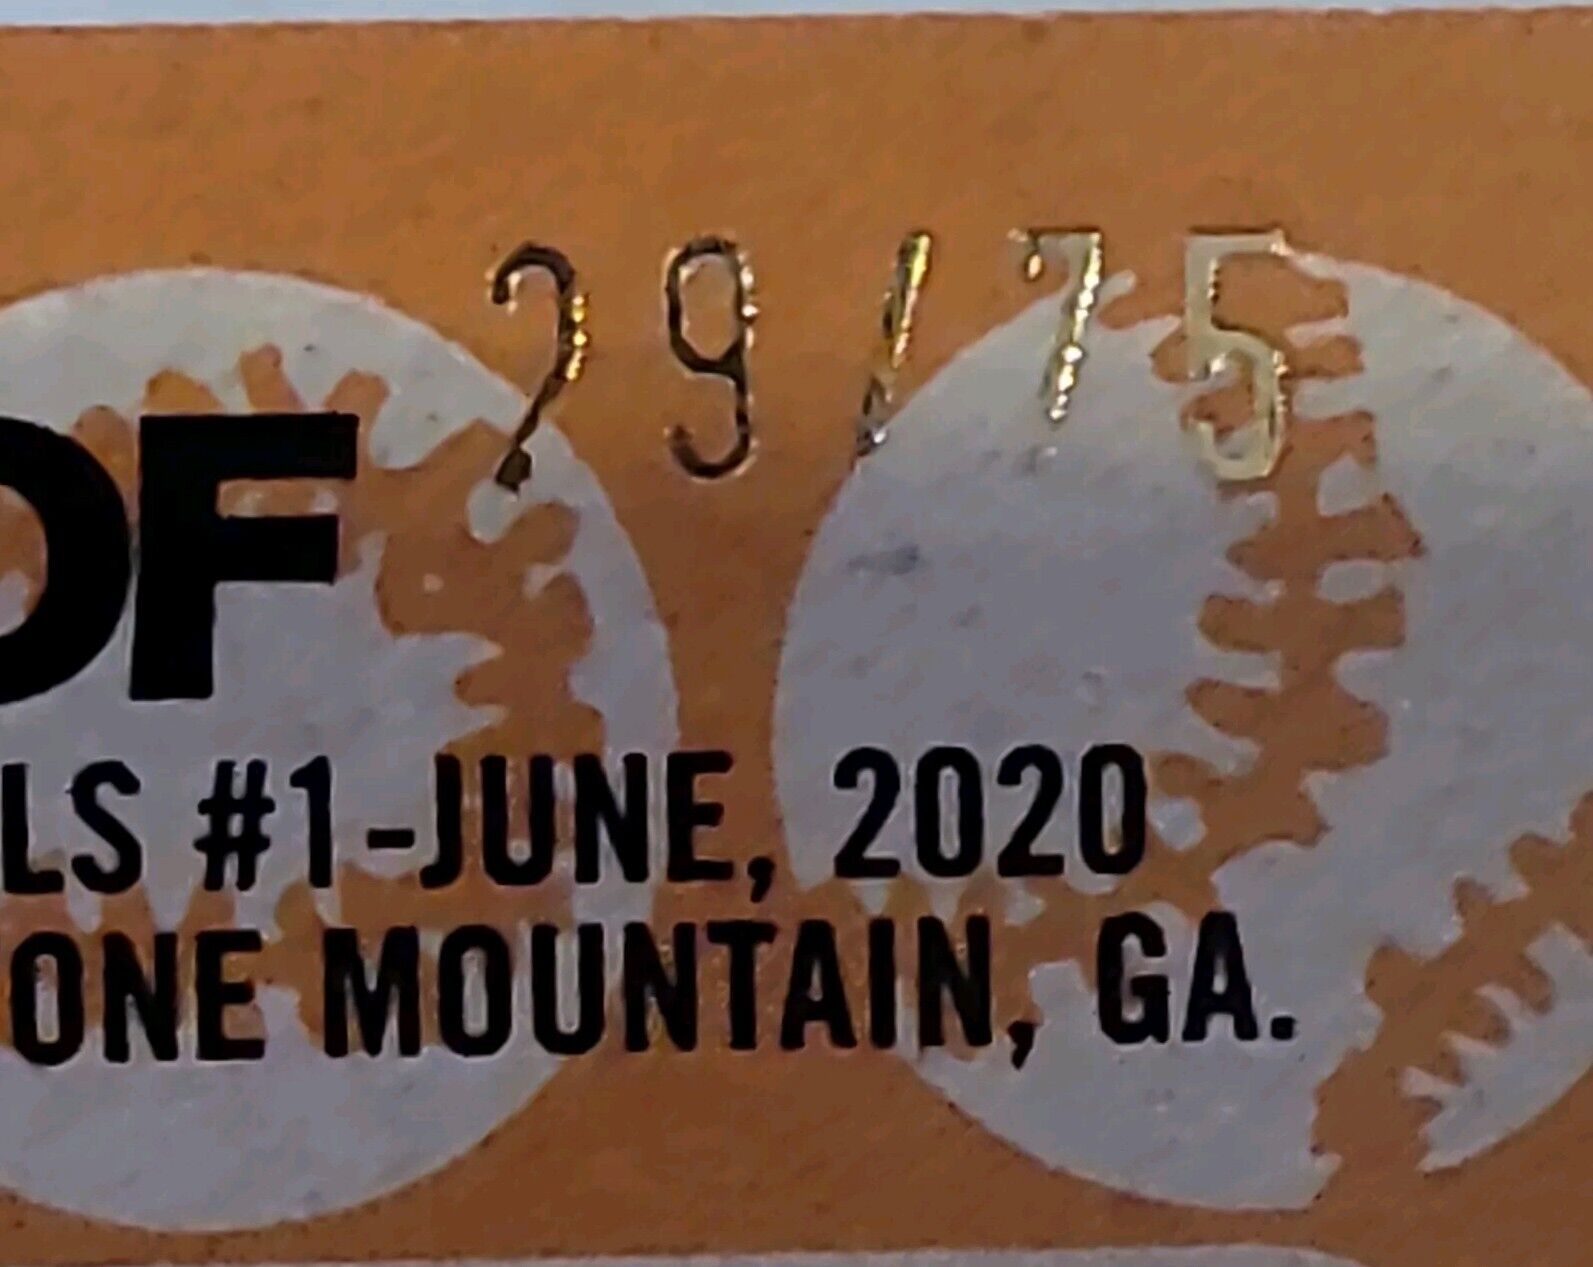 29/75
OF
LS #1-JUNE, 2020
ONE MOUNTAIN, GA.